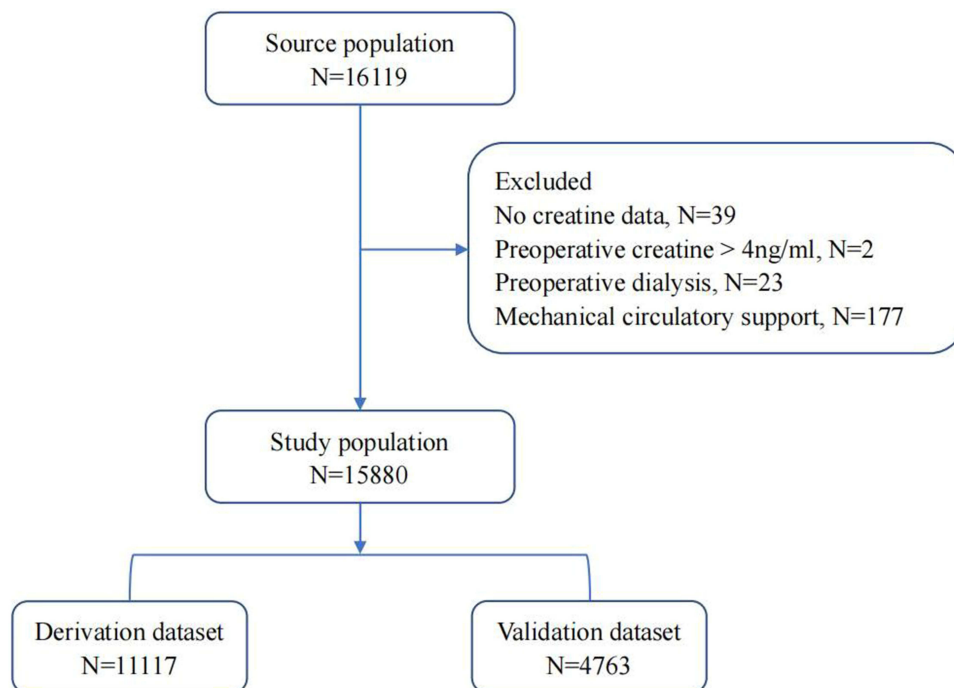 Source population
N=16119
Excluded
No creatine data, N=39
Preoperative creatine > 4ng/ml, N=2
Preoperative dialysis, N=23
Mechanical circulatory support, N=177
Study population
N=15880
Derivation dataset
N=11117
Validation dataset
N=4763